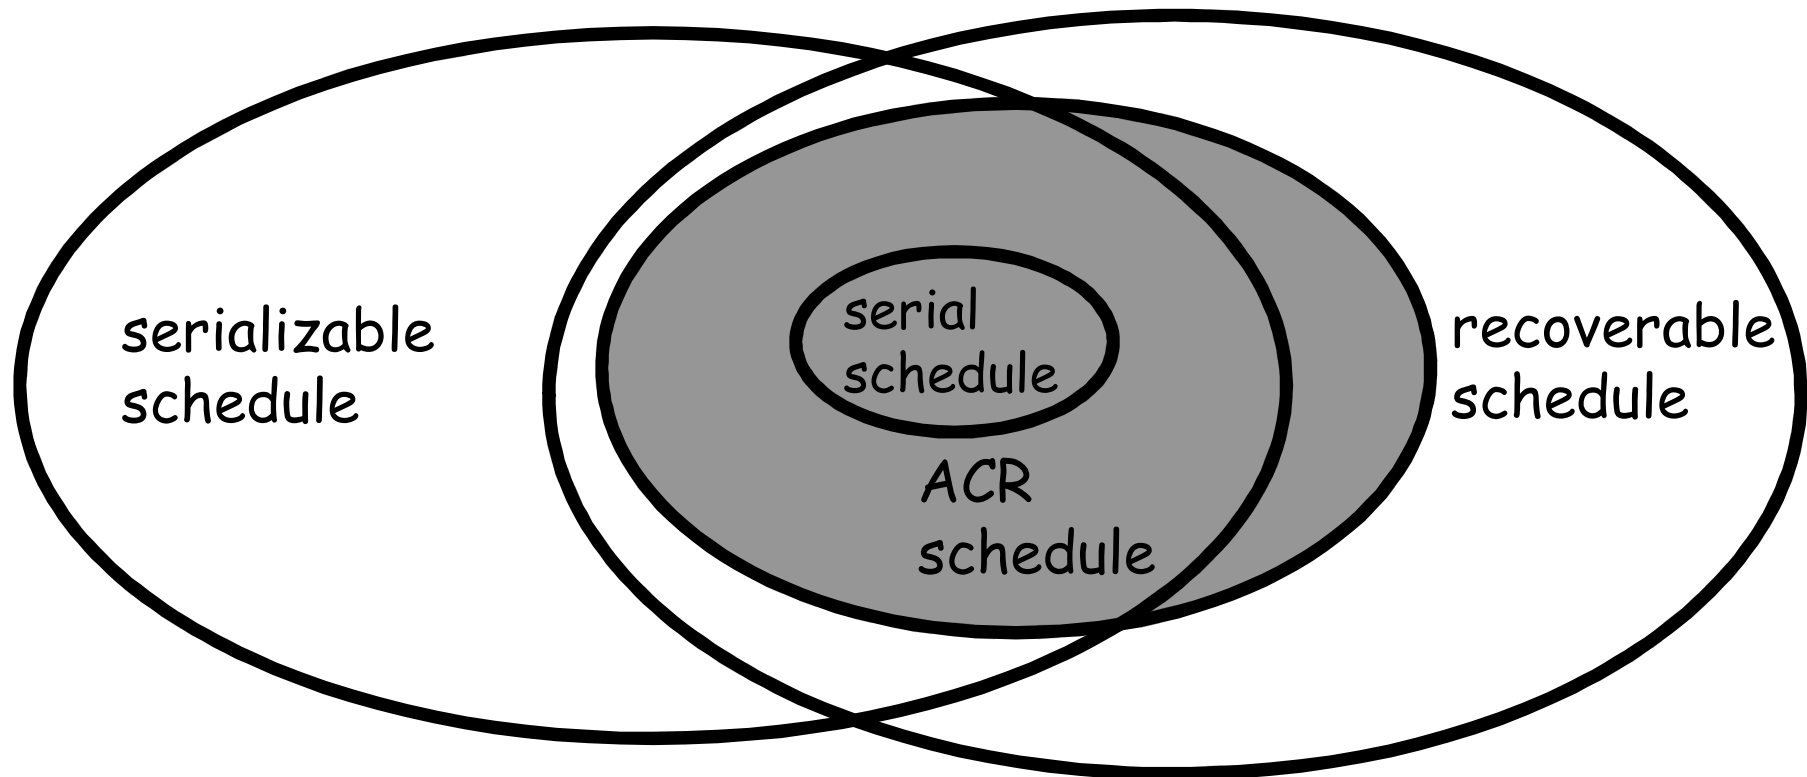 serializable
schedule
serial
schedule
ACR
schedule
recoverable
schedule